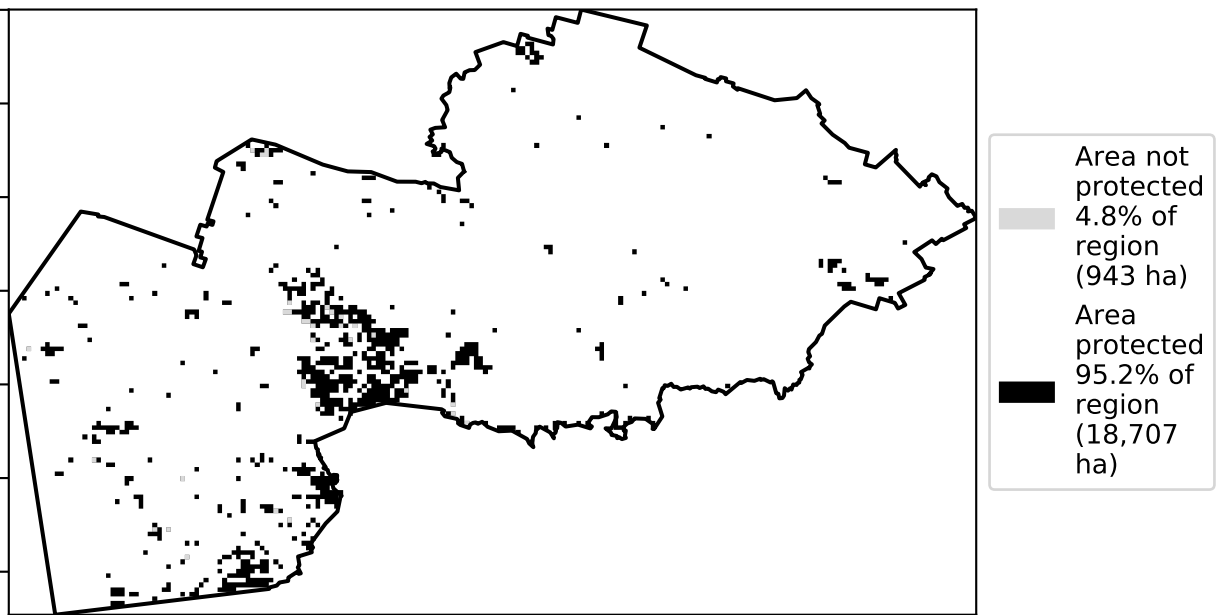 Area not
protected
4.8% of
region
(943 ha)
Area
protected
95.2% of
region
(18,707
ha)